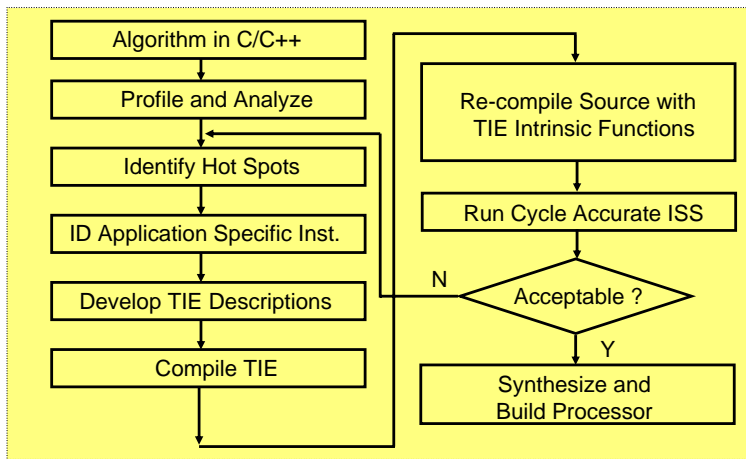 Algorithm in C/C++
Profile and Analyze
Identify Hot Spots
ID Application Specific Inst.
Develop TIE Descriptions
Compile TIE
Re-compile Source with
TIE Intrinsic Functions
Run Cycle Accurate ISS
N
Acceptable ?
Y
Synthesize and
Build Processor